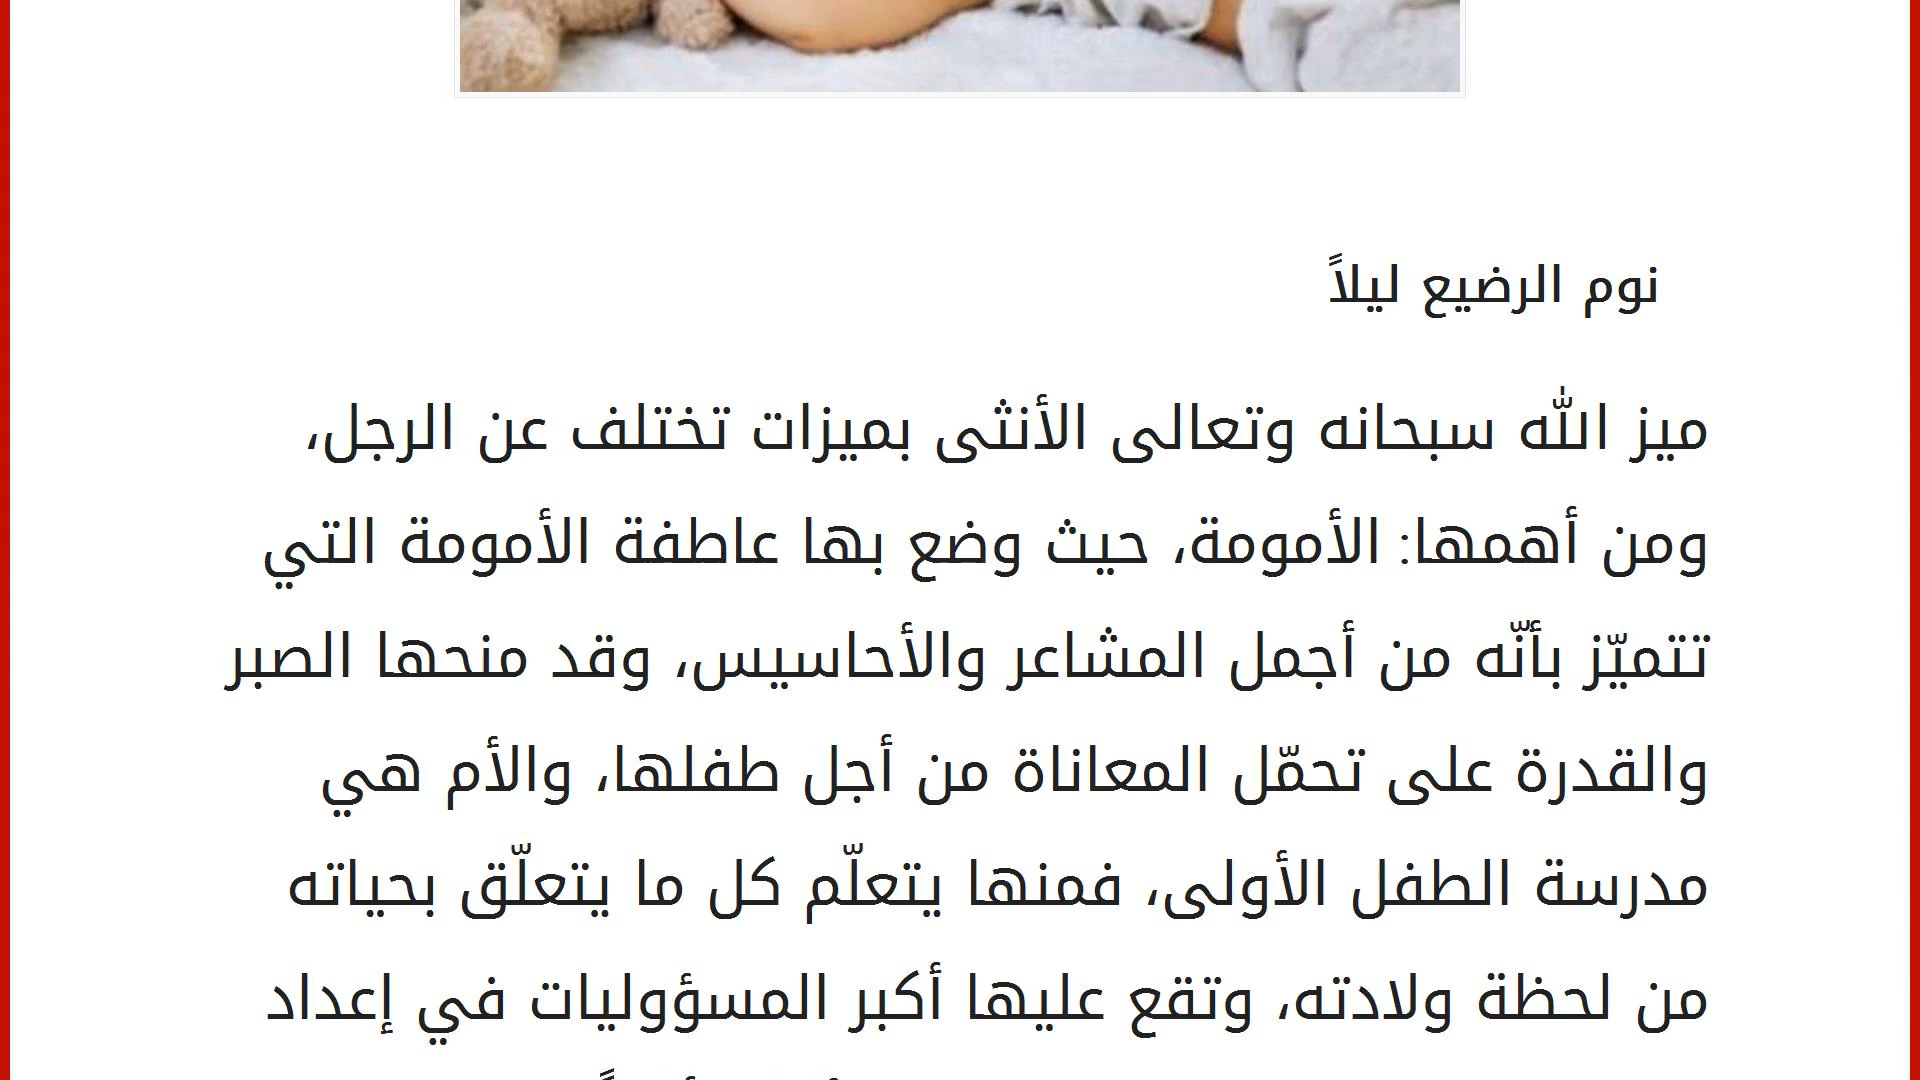 نوم الرضيع ليلاً
ميز الله سبحانه وتعالى الأنثى بميزات تختلف عن الرجل،
ومن أهمها: الأمومة، حيث وضع بها عاطفة الأمومة التي
تتميّز بأنّه من أجمل المشاعر والأحاسيس، وقد منحها الصبر
والقدرة على تحمّل المعاناة من أجل طفلها، والأم هي
مدرسة الطفل الأولى، فمنها يتعلّم كل ما يتعلّق بحياته
من لحظة ولادته، وتقع عليها أكبر المسؤوليات في إعداد